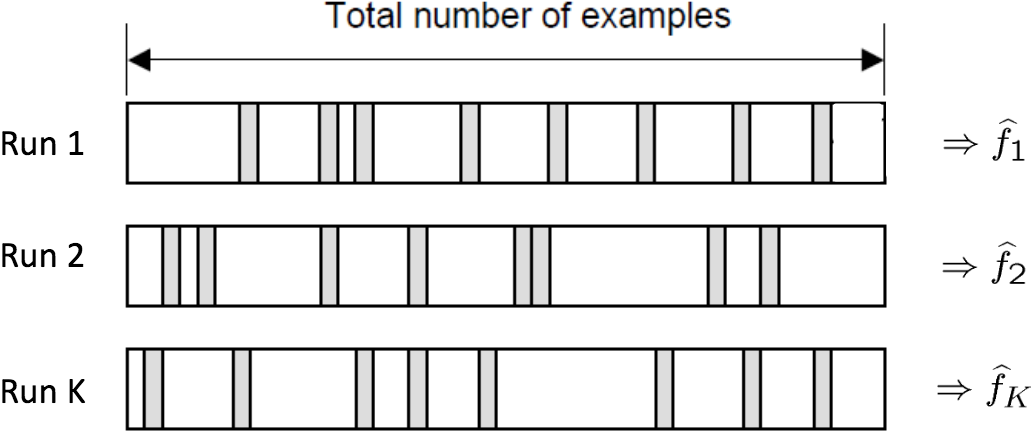 Total number of examples
Run 1 ⇒ f̂₁
Run 2 ⇒ f̂₂
Run K ⇒ f̂_K